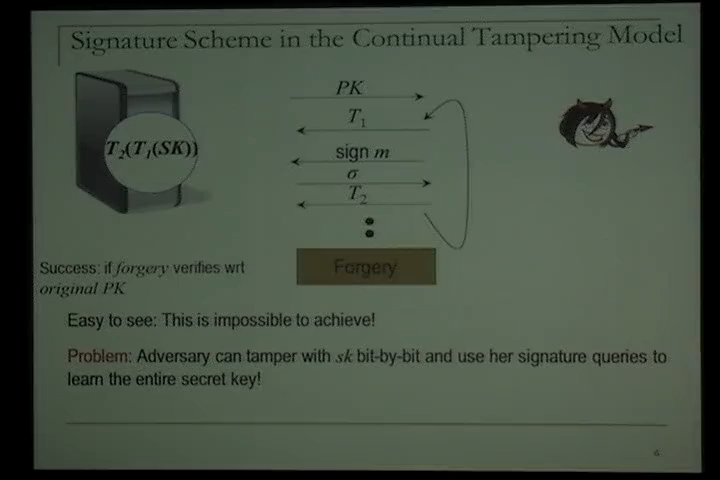 Signature Scheme in the Continual Tampering Model
PK
T1
T2(T1(SK))
sign m
σ
T2
Forgery
Success: if forgery verifies wrt
original PK
Easy to see: This is impossible to achieve!
Problem: Adversary can tamper with sk bit-by-bit and use her signature queries to
learn the entire secret key!
6